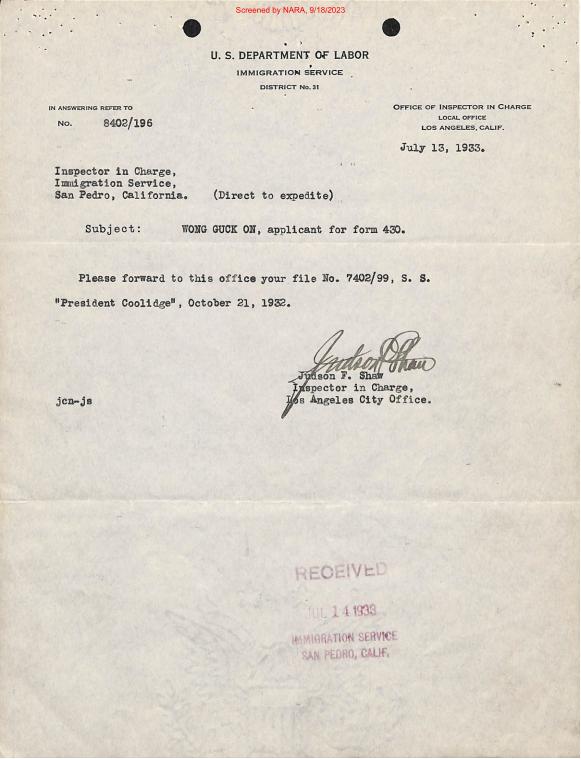 Screened by NARA, 9/18/2023
U. S. DEPARTMENT OF LABOR
IMMIGRATION SERVICE
DISTRICT No. 31
IN ANSWERING REFER TO
No. 8402/196
OFFICE OF INSPECTOR IN CHARGE
LOCAL OFFICE
LOS ANGELES, CALIF.
July 13, 1933.
Inspector in Charge,
Immigration Service,
San Pedro, California. (Direct to expedite)
Subject: WONG GUCK ON, applicant for form 430.
Please forward to this office your file No. 7402/99, S. S.
"President Coolidge", October 21, 1932.
Judson F. Shaw
Judson F. Shaw
Inspector in Charge,
Los Angeles City Office.
jcn-js
RECEIVED
JUL 14 1933
IMMIGRATION SERVICE
SAN PEDRO, CALIF.